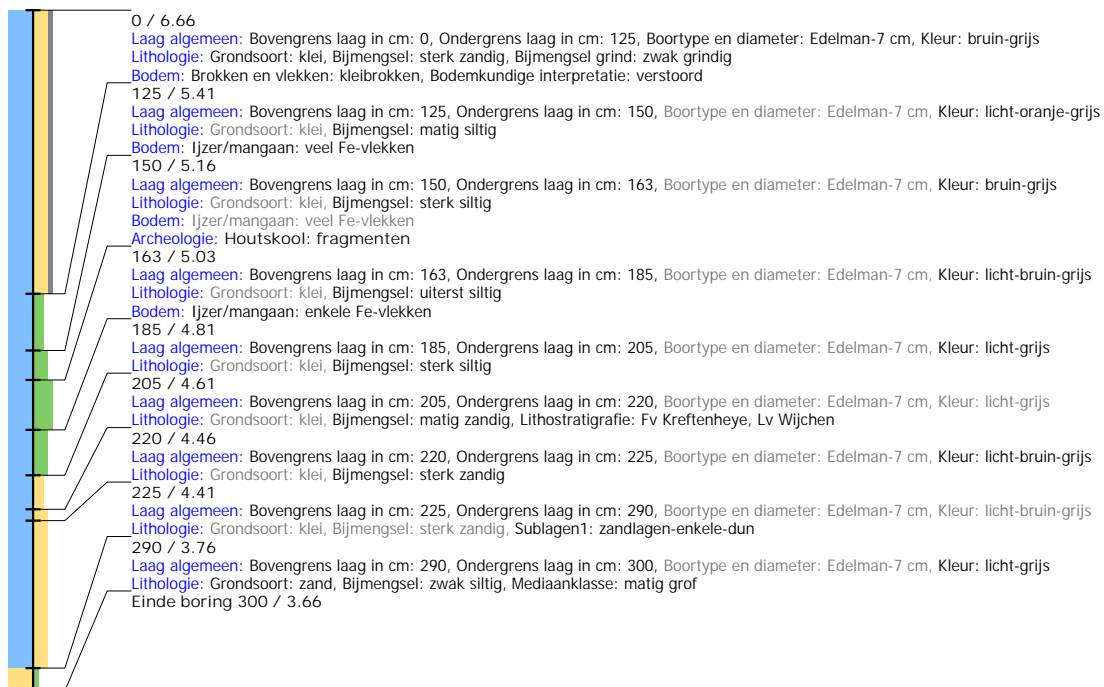 0 / 6.66
Laag algemeen: Bovengrens laag in cm: 0, Ondergrens laag in cm: 125, Boortype en diameter: Edelman-7 cm, Kleur: bruin-grijs
Lithologie: Grondsoort: klei, Bijmengsel: sterk zandig, Bijmengsel grind: zwak grindig
Bodem: Brokken en vlekken: kleibrokken, Bodemkundige interpretatie: verstoord
125 / 5.41
Laag algemeen: Bovengrens laag in cm: 125, Ondergrens laag in cm: 150, Boortype en diameter: Edelman-7 cm, Kleur: licht-oranje-grijs
Lithologie: Grondsoort: klei, Bijmengsel: matig siltig
Bodem: Ijzer/mangaan: veel Fe-vlekken
150 / 5.16
Laag algemeen: Bovengrens laag in cm: 150, Ondergrens laag in cm: 163, Boortype en diameter: Edelman-7 cm, Kleur: bruin-grijs
Lithologie: Grondsoort: klei, Bijmengsel: sterk siltig
Bodem: Ijzer/mangaan: veel Fe-vlekken
Archeologie: Houtskool: fragmenten
163 / 5.03
Laag algemeen: Bovengrens laag in cm: 163, Ondergrens laag in cm: 185, Boortype en diameter: Edelman-7 cm, Kleur: licht-bruin-grijs
Lithologie: Grondsoort: klei, Bijmengsel: uiterst siltig
Bodem: Ijzer/mangaan: enkele Fe-vlekken
185 / 4.81
Laag algemeen: Bovengrens laag in cm: 185, Ondergrens laag in cm: 205, Boortype en diameter: Edelman-7 cm, Kleur: licht-grijs
Lithologie: Grondsoort: klei, Bijmengsel: sterk siltig
205 / 4.61
Laag algemeen: Bovengrens laag in cm: 205, Ondergrens laag in cm: 220, Boortype en diameter: Edelman-7 cm, Kleur: licht-grijs
Lithologie: Grondsoort: klei, Bijmengsel: matig zandig, Lithostratigrafie: Fv Kreftenheye, Lv Wijchen
220 / 4.46
Laag algemeen: Bovengrens laag in cm: 220, Ondergrens laag in cm: 225, Boortype en diameter: Edelman-7 cm, Kleur: licht-bruin-grijs
Lithologie: Grondsoort: klei, Bijmengsel: sterk zandig
225 / 4.41
Laag algemeen: Bovengrens laag in cm: 225, Ondergrens laag in cm: 290, Boortype en diameter: Edelman-7 cm, Kleur: licht-bruin-grijs
Lithologie: Grondsoort: klei, Bijmengsel: sterk zandig, Sublagen1: zandlagen-enkele-dun
290 / 3.76
Laag algemeen: Bovengrens laag in cm: 290, Ondergrens laag in cm: 300, Boortype en diameter: Edelman-7 cm, Kleur: licht-grijs
Lithologie: Grondsoort: zand, Bijmengsel: zwak siltig, Mediaanklasse: matig grof
Einde boring 300 / 3.66